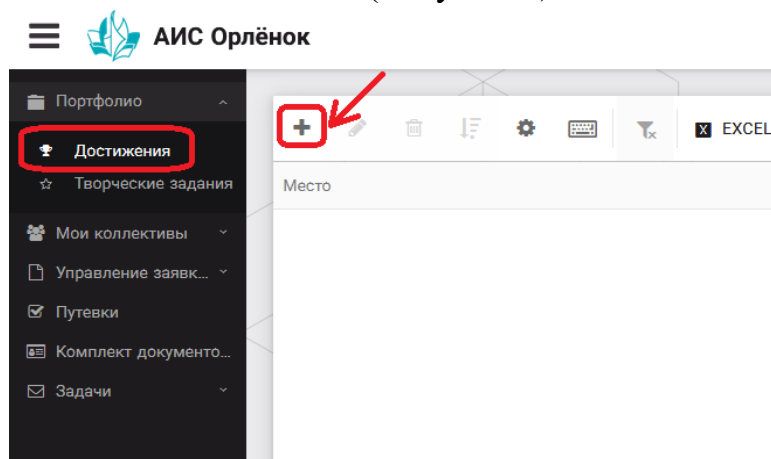 АИС Орлёнок
Портфолио
Достижения
Творческие задания
Мои коллективы
Управление заявк...
Путевки
Комплект документо...
Задачи
X EXCEL
Место